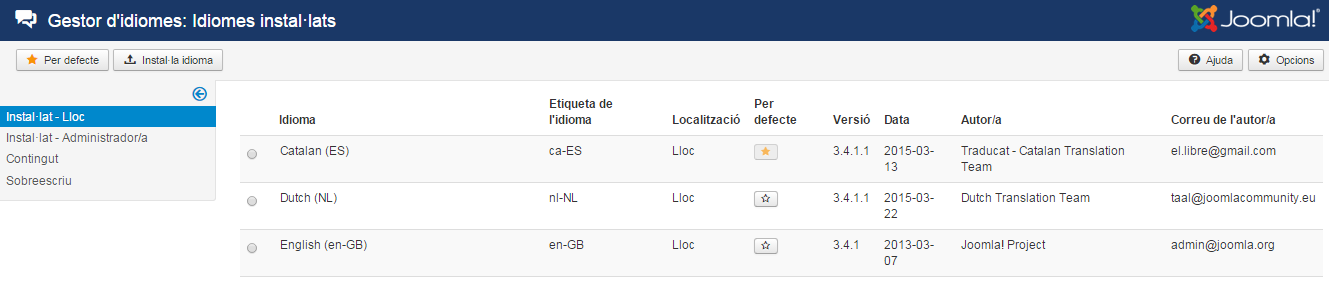 Gestor d'idiomes: Idiomes instal·lats
Joomla!®
Per defecte
Instal·la idioma
Ajuda
Opcions
Instal·lat - Lloc
Instal·lat - Administrador/a
Contingut
Sobreescriu
Idioma
Etiqueta de
l'idioma
Localització
Per
defecte
Versió
Data
Autor/a
Correu de l'autor/a
Catalan (ES)
ca-ES
Lloc
3.4.1.1
2015-03-
13
Traducat - Catalan Translation
Team
el.libre@gmail.com
Dutch (NL)
nl-NL
Lloc
3.4.1.1
2015-03-
22
Dutch Translation Team
taal@joomlacommunity.eu
English (en-GB)
en-GB
Lloc
3.4.1
2013-03-
07
Joomla! Project
admin@joomla.org